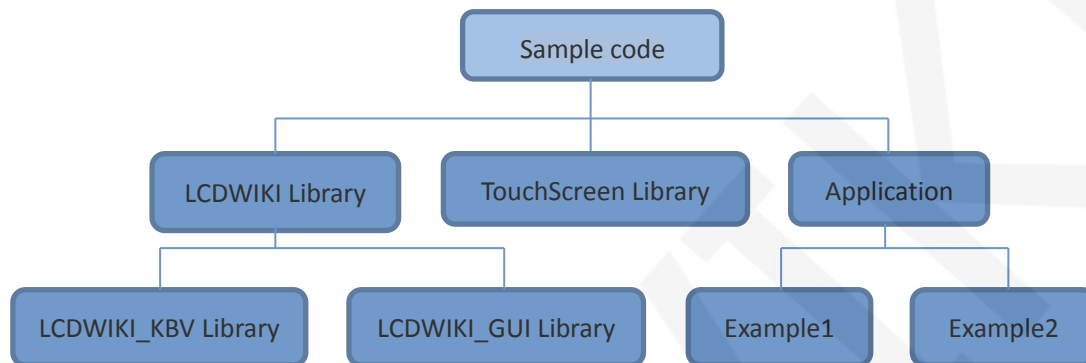 Sample code
LCDWIKI Library
TouchScreen Library
Application
LCDWIKI_KBV Library
LCDWIKI_GUI Library
Example1
Example2